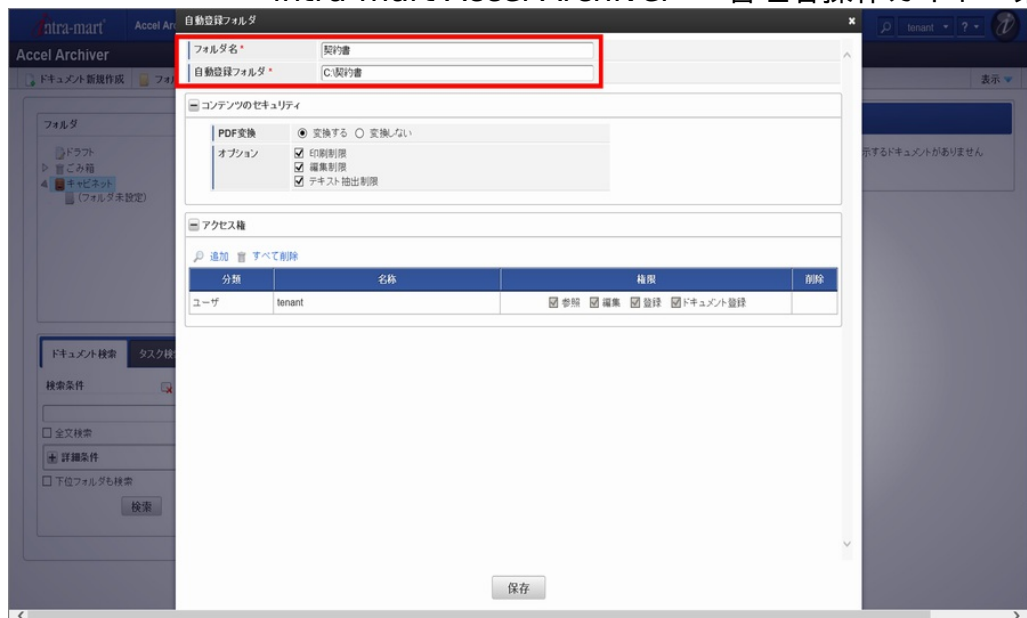 intra-mart Accel Archiver
自動登録フォルダ
ntra-mart Accel Ar
tenant ?
Accel Archiver
ドキュメント新規作成
表示
フォルダ名 * 契約書
自動登録フォルダ * C:\契約書
コンテンツのセキュリティ
PDF変換 変換する 変換しない
オプション 印刷制限
編集制限
テキスト抽出制限
フォルダ
ドラフト
ごみ箱
キャビネット
(フォルダ未設定)
示するドキュメントがありません
アクセス権
追加 すべて削除
分類 名称 権限 削除
ユーザ tenant 参照 編集 登録 ドキュメント登録
ドキュメント検索 タスク検
検索条件
全文検索
詳細条件
下位フォルダも検索
検索
保存